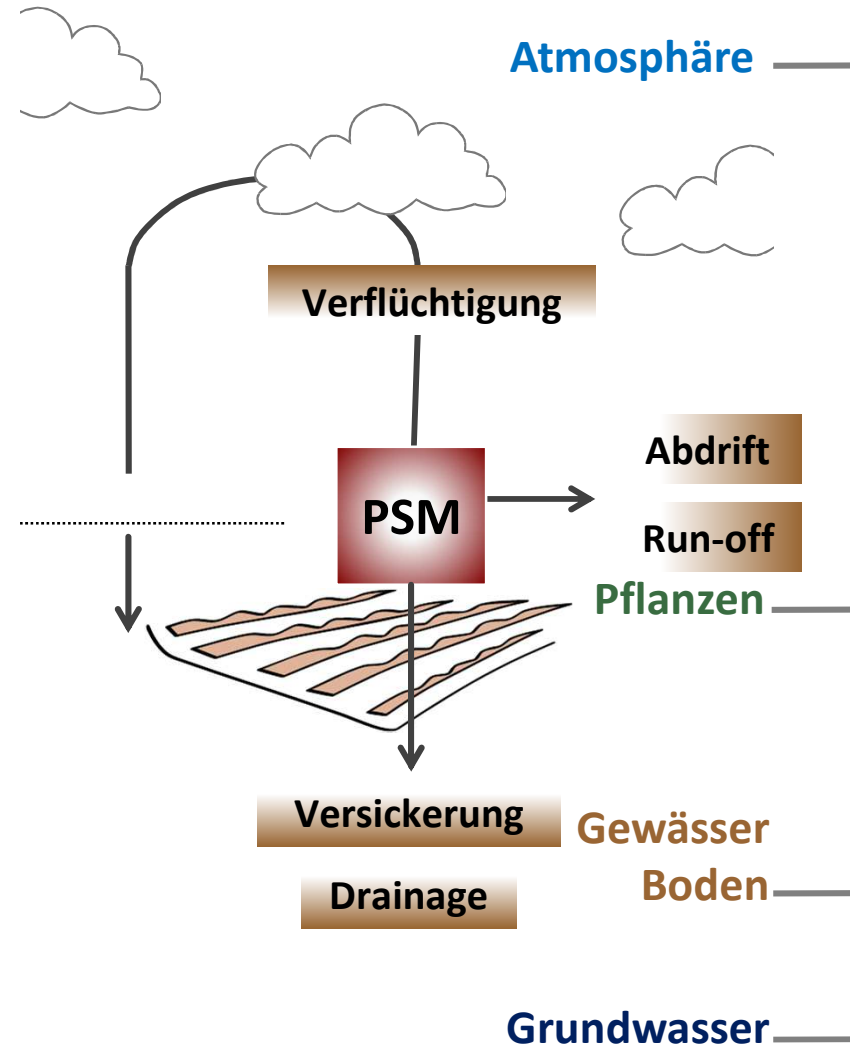 Atmosphäre
Verflüchtigung
Abdrift
PSM
Run-off
Pflanzen
Versickerung
Gewässer
Boden
Drainage
Grundwasser